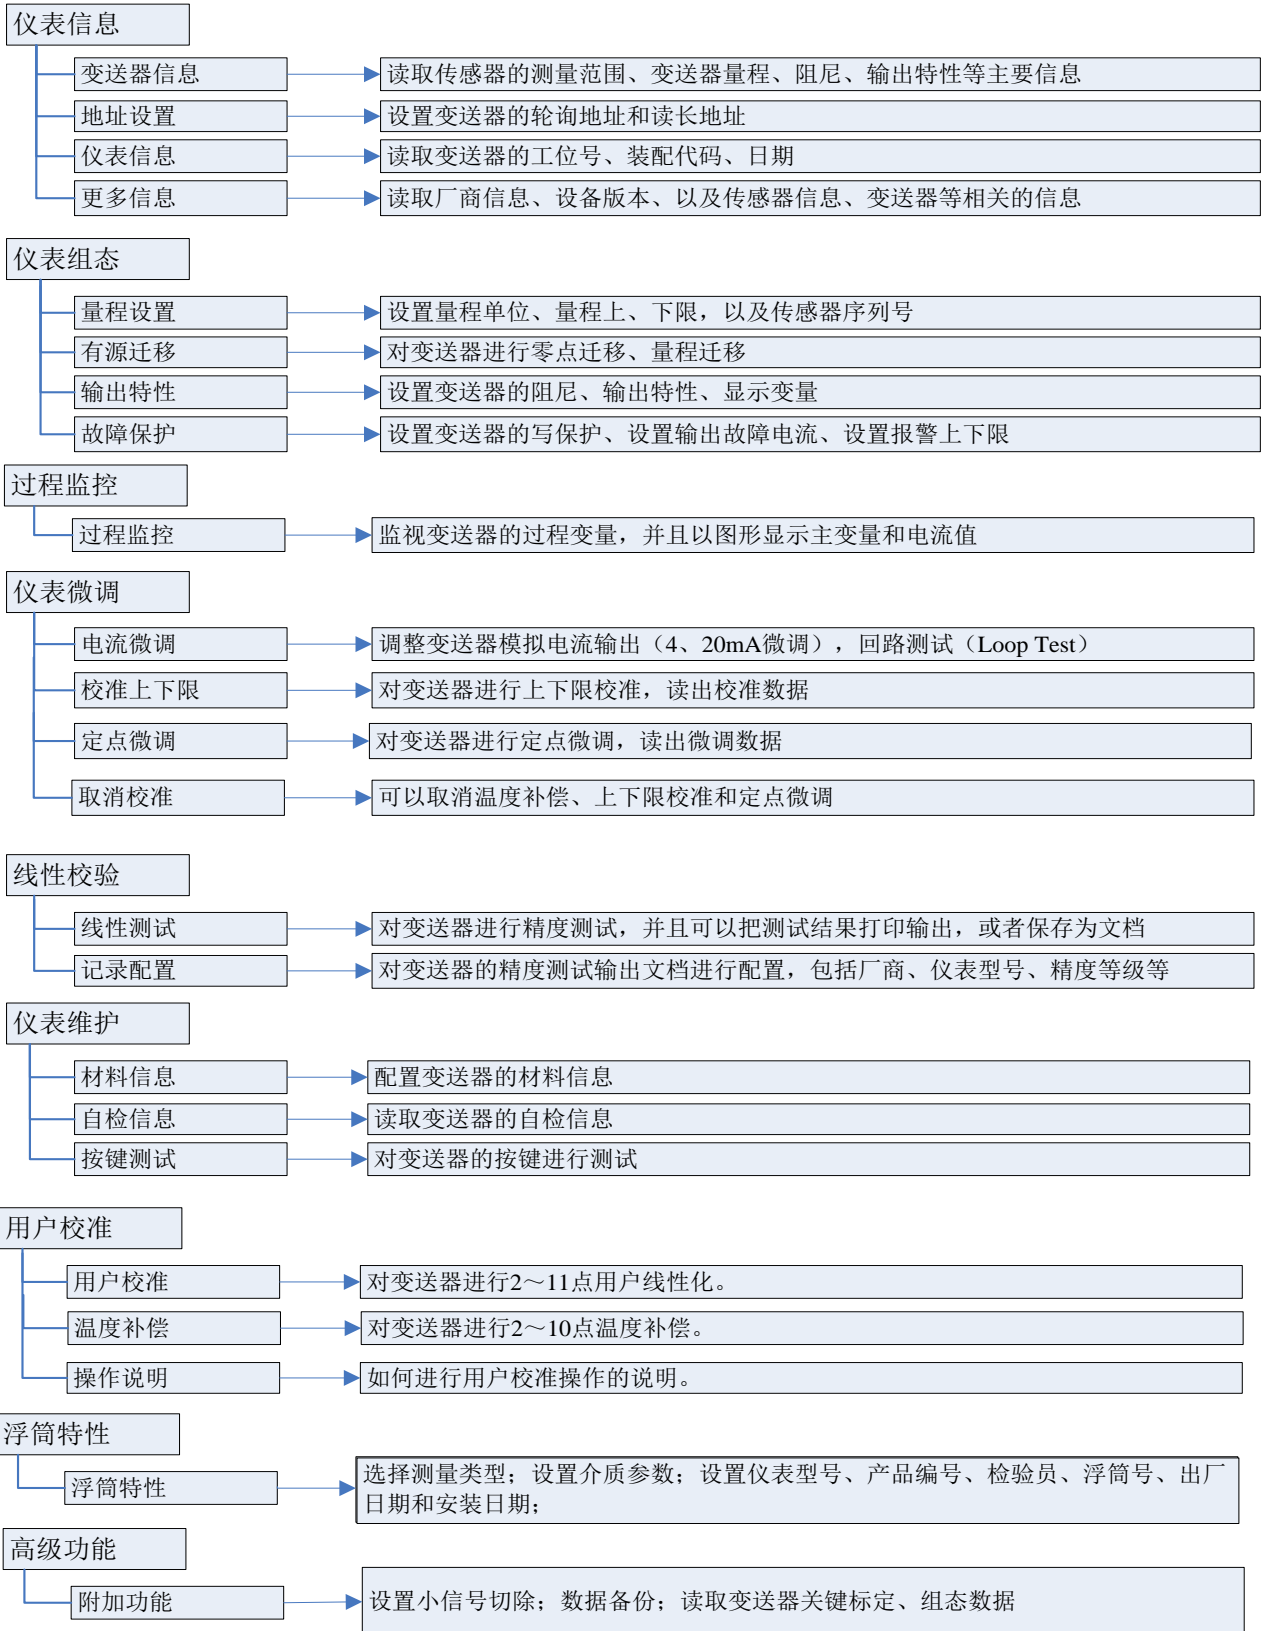 仪表信息
变送器信息 读取传感器的测量范围、变送器量程、阻尼、输出特性等主要信息
地址设置 设置变送器的轮询地址和读长地址
仪表信息 读取变送器的工位号、装配代码、日期
更多信息 读取厂商信息、设备版本、以及传感器信息、变送器等相关的信息
仪表组态
量程设置 设置量程单位、量程上、下限，以及传感器序列号
有源迁移 对变送器进行零点迁移、量程迁移
输出特性 设置变送器的阻尼、输出特性、显示变量
故障保护 设置变送器的写保护、设置输出故障电流、设置报警上下限
过程监控
过程监控 监视变送器的过程变量，并且以图形显示主变量和电流值
仪表微调
电流微调 调整变送器模拟电流输出（4、20mA微调），回路测试（Loop Test）
校准上下限 对变送器进行上下限校准，读出校准数据
定点微调 对变送器进行定点微调，读出微调数据
取消校准 可以取消温度补偿、上下限校准和定点微调
线性校验
线性测试 对变送器进行精度测试，并且可以把测试结果打印输出，或者保存为文档
记录配置 对变送器的精度测试输出文档进行配置，包括厂商、仪表型号、精度等级等
仪表维护
材料信息 配置变送器的材料信息
自检信息 读取变送器的自检信息
按键测试 对变送器的按键进行测试
用户校准
用户校准 对变送器进行2～11点用户线性化。
温度补偿 对变送器进行2～10点温度补偿。
操作说明 如何进行用户校准操作的说明。
浮筒特性
浮筒特性 选择测量类型；设置介质参数；设置仪表型号、产品编号、检验员、浮筒号、出厂
日期和安装日期；
高级功能
附加功能 设置小信号切除；数据备份；读取变送器关键标定、组态数据